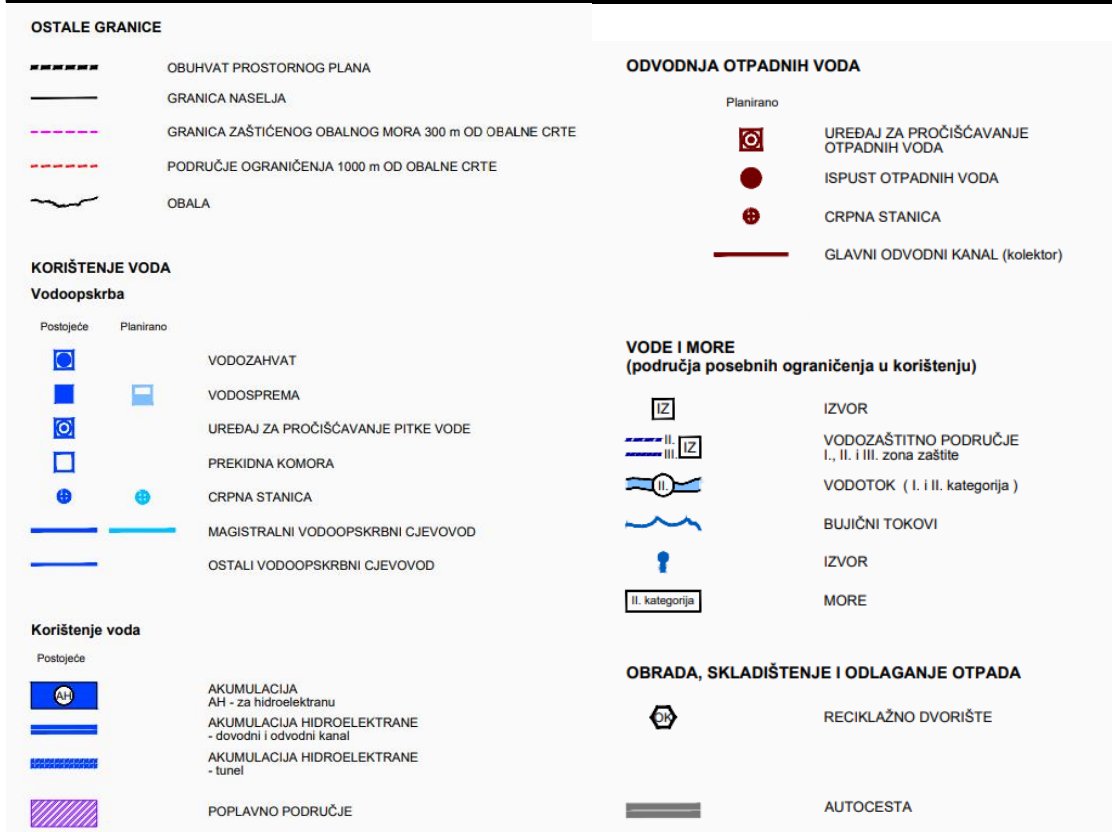 OSTALE GRANICE
OBUHVAT PROSTORNOG PLANA
GRANICA NASELJA
GRANICA ZAŠTIĆENOG OBALNOG MORA 300 m OD OBALNE CRTE
PODRUČJE OGRANIČENJA 1000 m OD OBALNE CRTE
OBALA
KORIŠTENJE VODA
Vodoopskrba
Postojeće Planirano
VODOZAHVAT
VODOSPREMA
UREĐAJ ZA PROČIŠĆAVANJE PITKE VODE
PREKIDNA KOMORA
CRPNA STANICA
MAGISTRALNI VODOOPSKRBNI CJEVOVOD
OSTALI VODOOPSKRBNI CJEVOVOD
Korištenje voda
Postojeće
AH
AKUMULACIJA
AH - za hidroelektranu
AKUMULACIJA HIDROELEKTRANE
- dovodni i odvodni kanal
AKUMULACIJA HIDROELEKTRANE
- tunel
POPLAVNO PODRUČJE
ODVODNJA OTPADNIH VODA
Planirano
UREĐAJ ZA PROČIŠĆAVANJE
OTPADNIH VODA
ISPUST OTPADNIH VODA
CRPNA STANICA
GLAVNI ODVODNI KANAL (kolektor)
VODE I MORE
(područja posebnih ograničenja u korištenju)
IZ IZVOR
II.
III. IZ
VODOZAŠTITNO PODRUČJE
I., II. i III. zona zaštite
II. VODOTOK ( I. i II. kategorija )
BUJIČNI TOKOVI
IZVOR
II. kategorija MORE
OBRADA, SKLADIŠTENJE I ODLAGANJE OTPADA
OK RECIKLAŽNO DVORIŠTE
AUTOCESTA